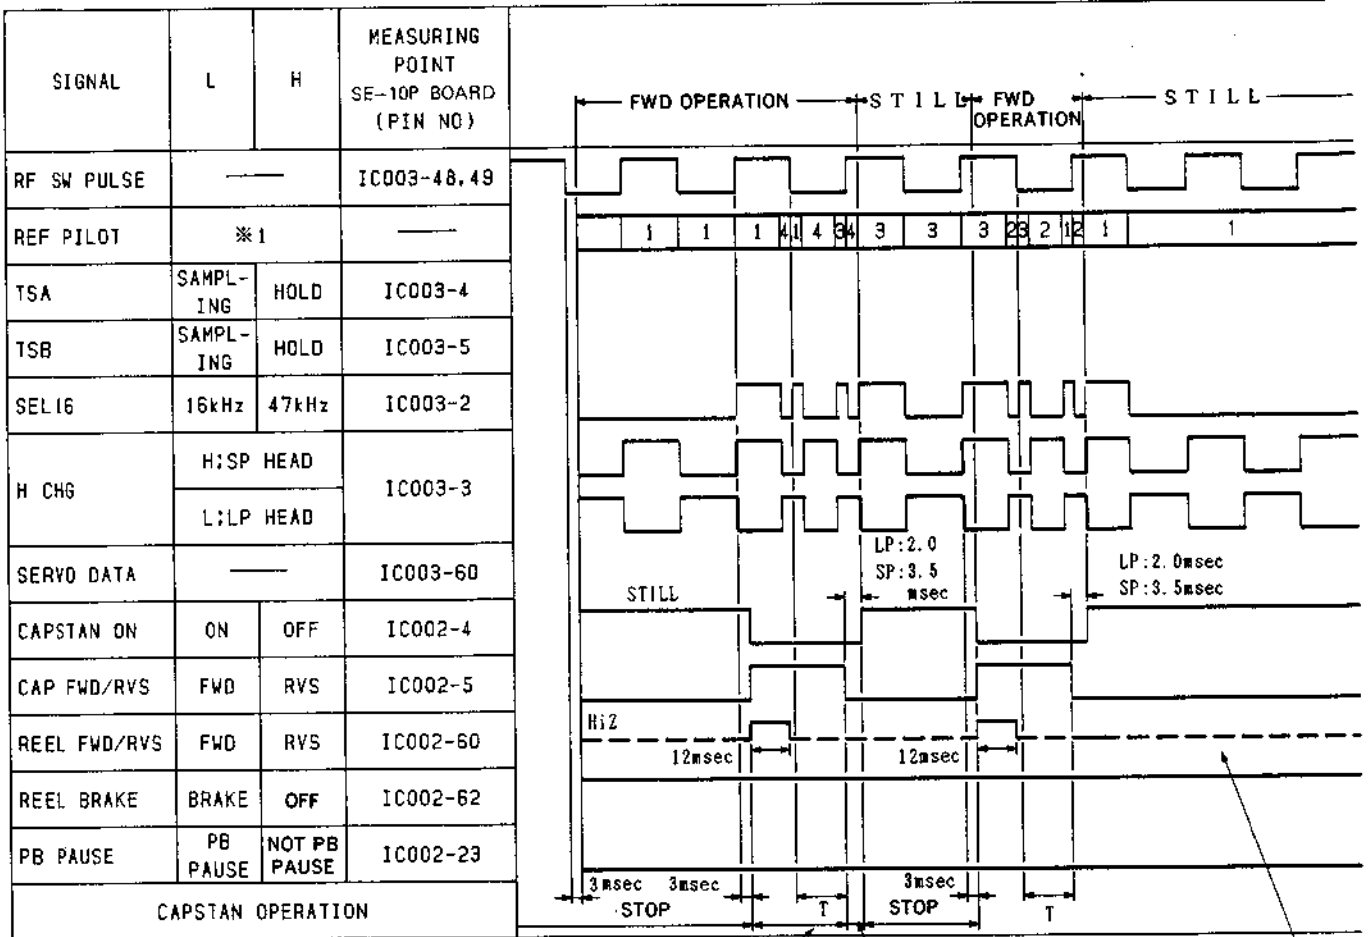 SIGNAL L H MEASURING
POINT
SE-10P BOARD
(PIN NO)
FWD OPERATION STILL FWD
OPERATION STILL
RF SW PULSE — IC003-48,49
REF PILOT ※1 —
1 1 1 4 1 4 3 4 3 3 3 2 3 2 1 2 1 1
TSA SAMPL-
ING HOLD IC003-4
TSB SAMPL-
ING HOLD IC003-5
SEL16 16kHz 47kHz IC003-2
H CHG H:SP HEAD IC003-3
L:LP HEAD
SERVO DATA — IC003-60
STILL
LP:2.0
SP:3.5
msec
LP:2.0msec
SP:3.5msec
CAPSTAN ON ON OFF IC002-4
CAP FWD/RVS FWD RVS IC002-5
HiZ
REEL FWD/RVS FWD RVS IC002-60
12msec 12msec
REEL BRAKE BRAKE OFF IC002-62
PB PAUSE PB
PAUSE NOT PB
PAUSE IC002-23
3msec 3msec 3msec
CAPSTAN OPERATION STOP T STOP T